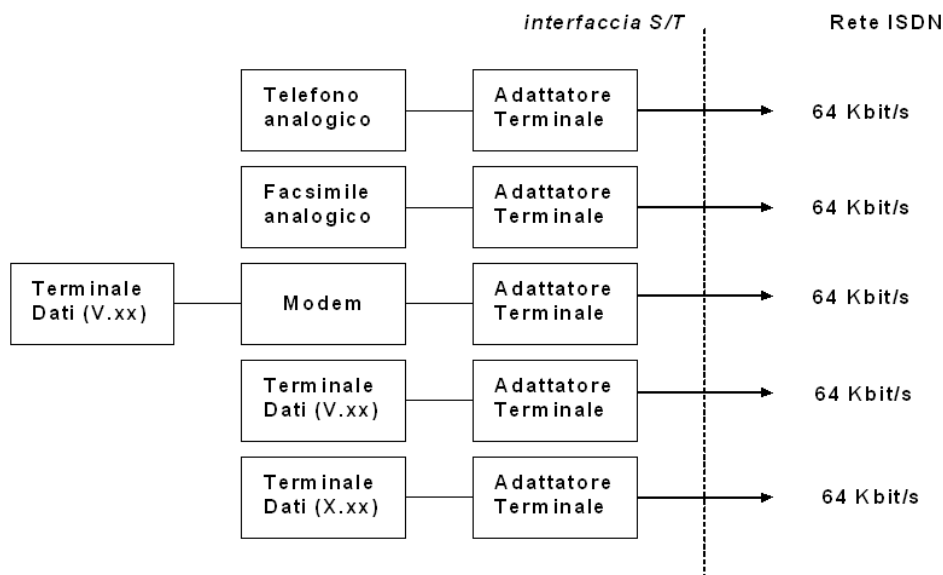 interfaccia S/T
Rete ISDN
Telefono
analogico
Adattatore
Terminale
64 Kbit/s
Facsimile
analogico
Adattatore
Terminale
64 Kbit/s
Terminale
Dati (V.xx)
Modem
Adattatore
Terminale
64 Kbit/s
Terminale
Dati (V.xx)
Adattatore
Terminale
64 Kbit/s
Terminale
Dati (X.xx)
Adattatore
Terminale
64 Kbit/s